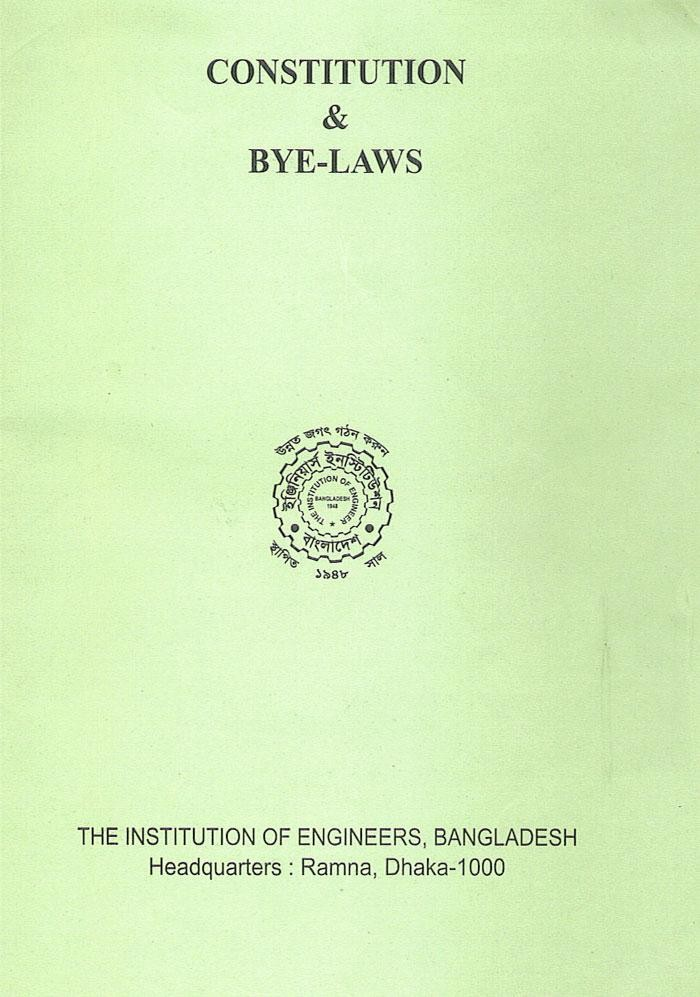 CONSTITUTION
&
BYE-LAWS
উন্নত জগৎ গঠন করুন
ইঞ্জিনিয়ার্স ইনস্টিটিউশন
THE INSTITUTION OF ENGINEER
BANGLADESH
1948
বাংলাদেশ
স্থাপিত
১৯৪৮
সাল
THE INSTITUTION OF ENGINEERS, BANGLADESH
Headquarters : Ramna, Dhaka-1000